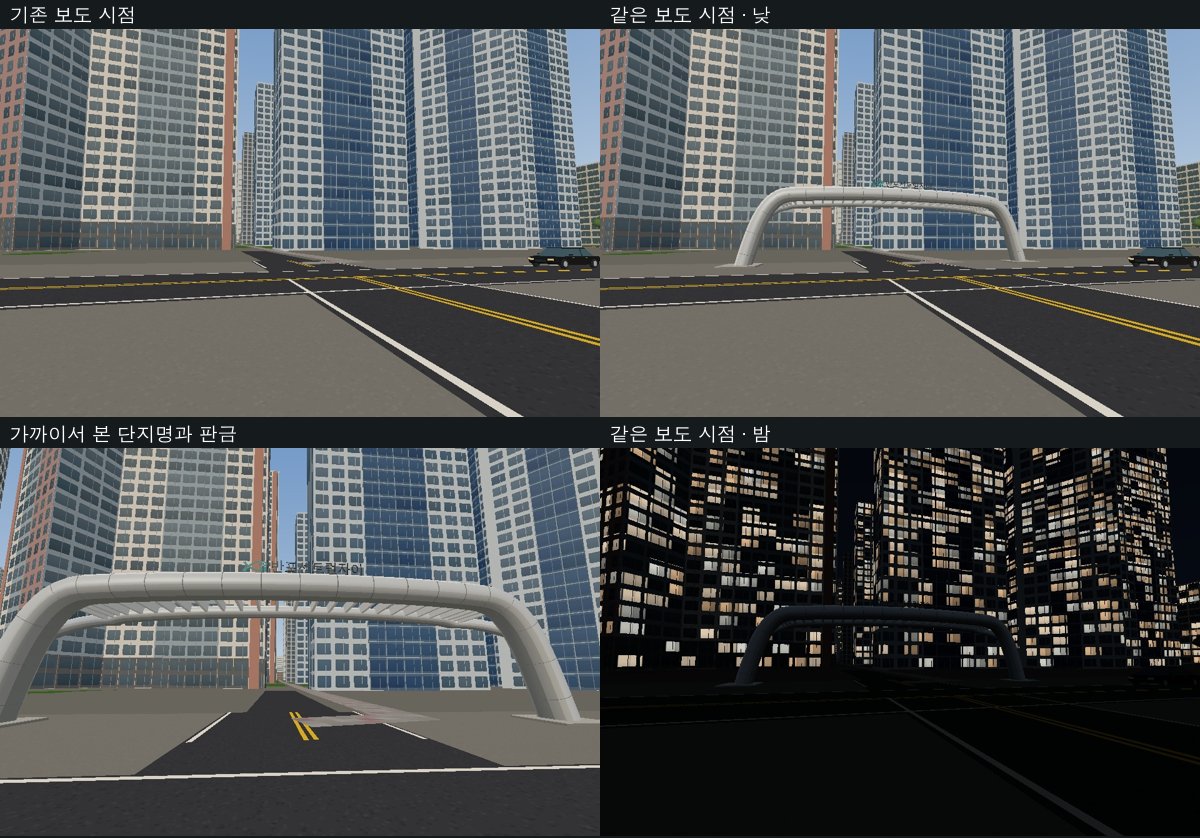 기존 보도 시점
같은 보도 시점 · 낮
가까이서 본 단지명과 판금
같은 보도 시점 · 밤